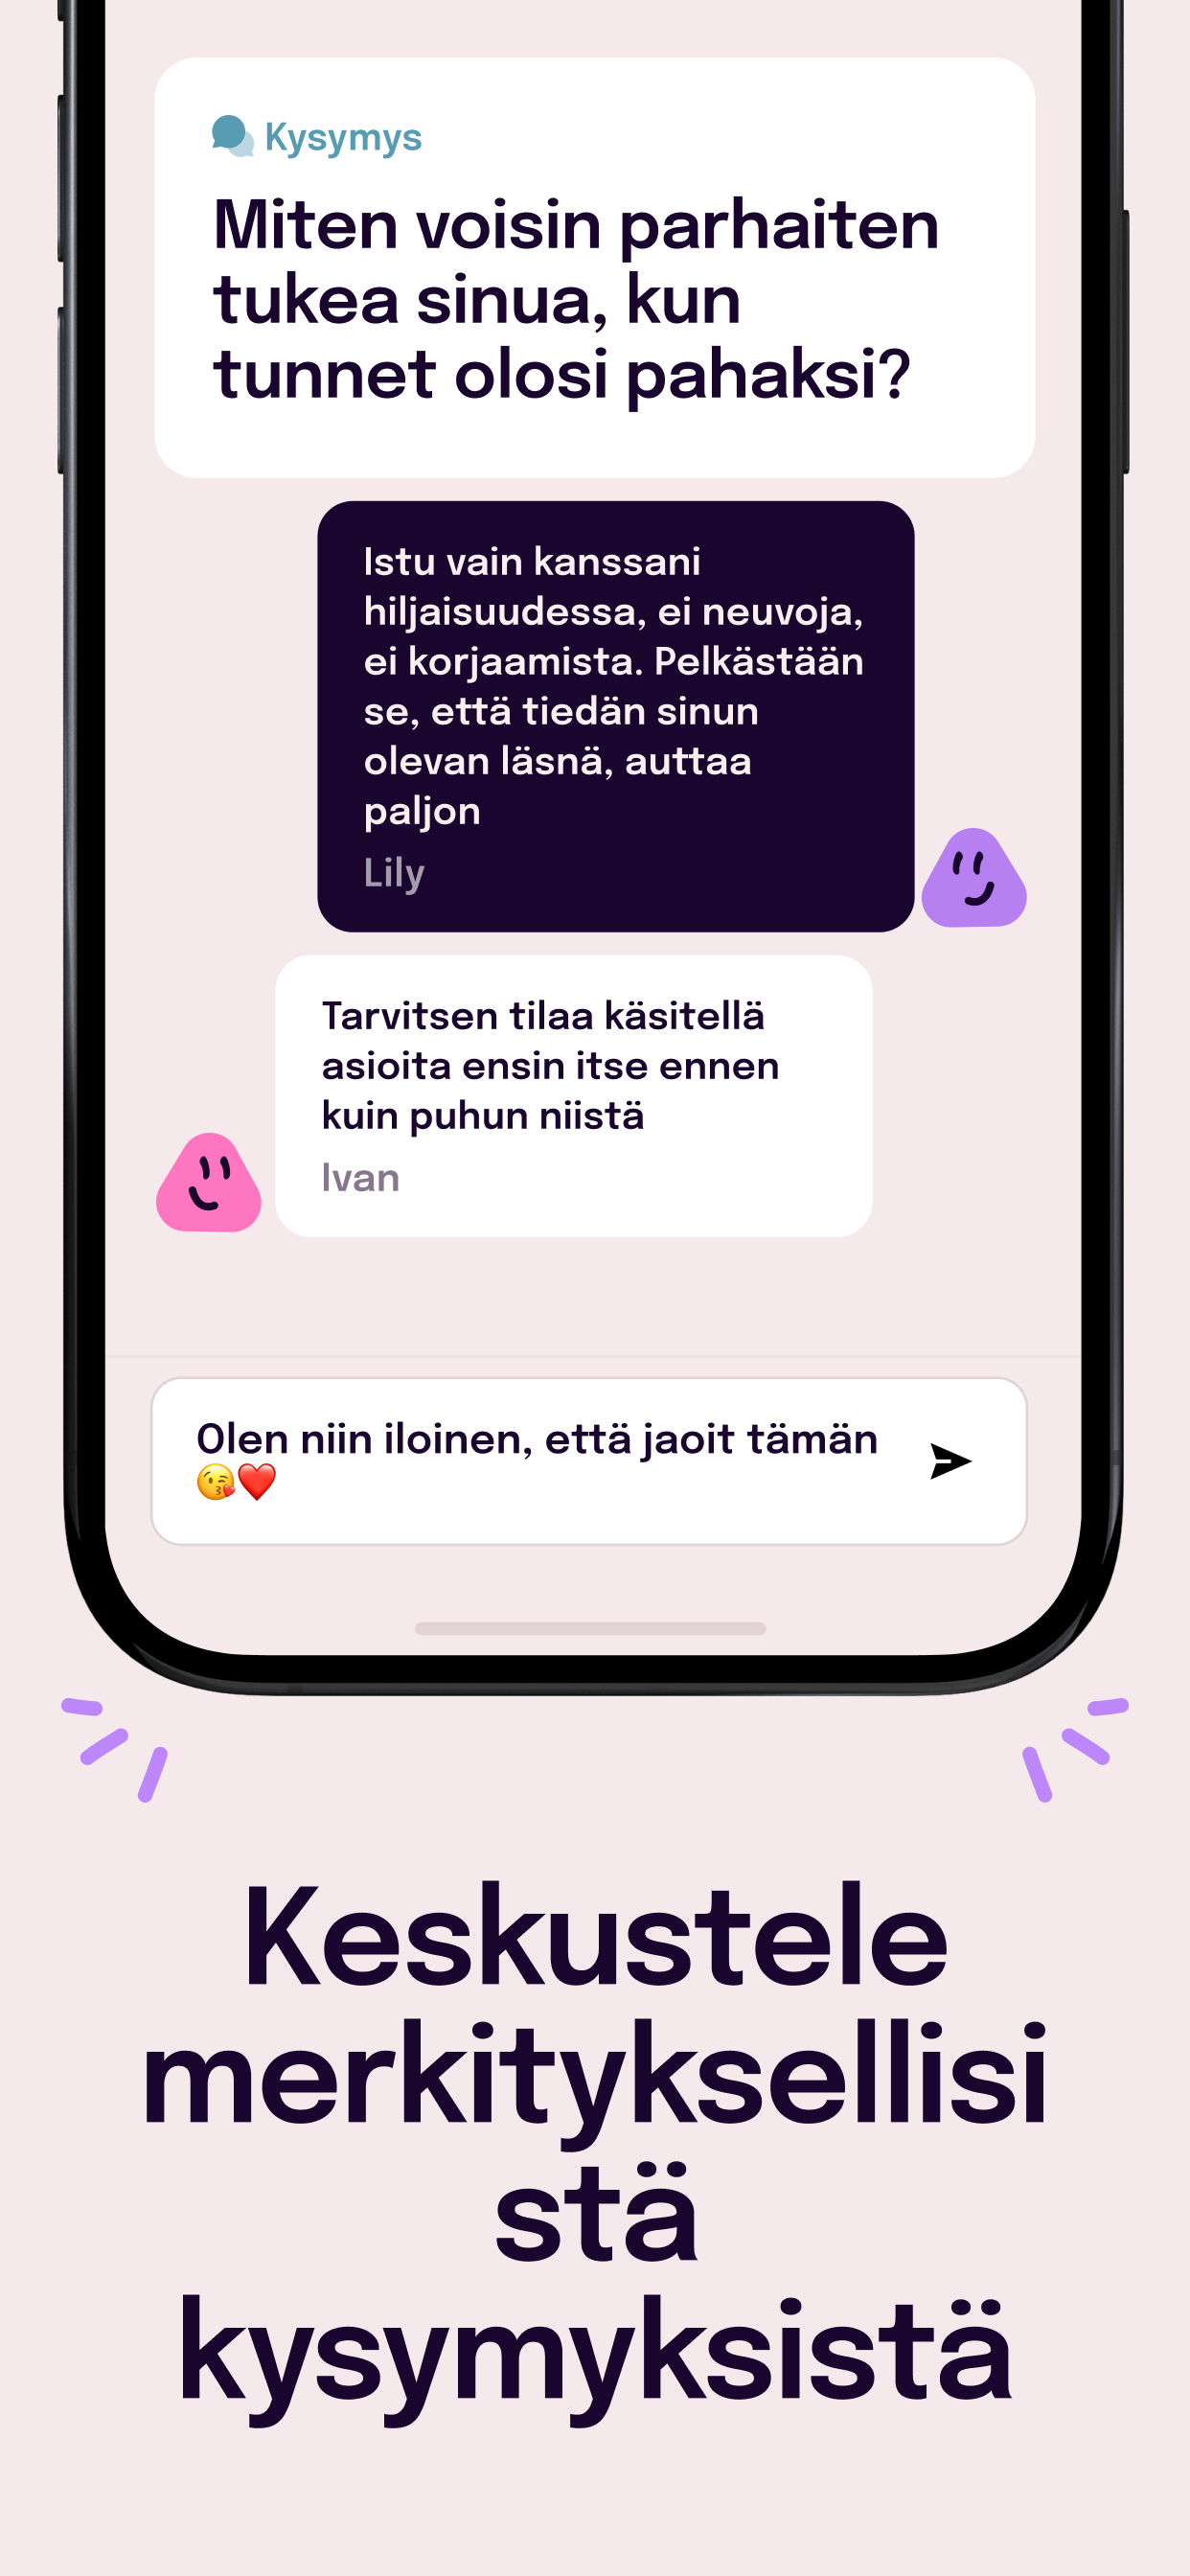 Kysymys
Miten voisin parhaiten
tukea sinua, kun
tunnet olosi pahaksi?
Istu vain kanssani
hiljaisuudessa, ei neuvoja,
ei korjaamista. Pelkästään
se, että tiedän sinun
olevan läsnä, auttaa
paljon
Lily
Tarvitsen tilaa käsitellä
asioita ensin itse ennen
kuin puhun niistä
Ivan
Olen niin iloinen, että jaoit tämän
😘❤️
Keskustele
merkityksellisi
stä
kysymyksistä